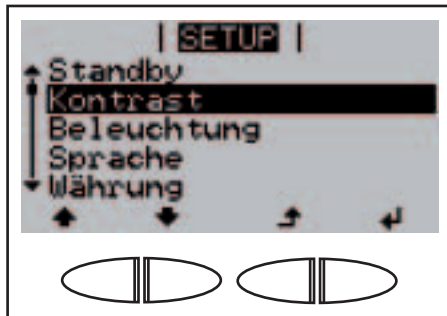 SETUP
Standby
Kontrast
Beleuchtung
Sprache
Währung